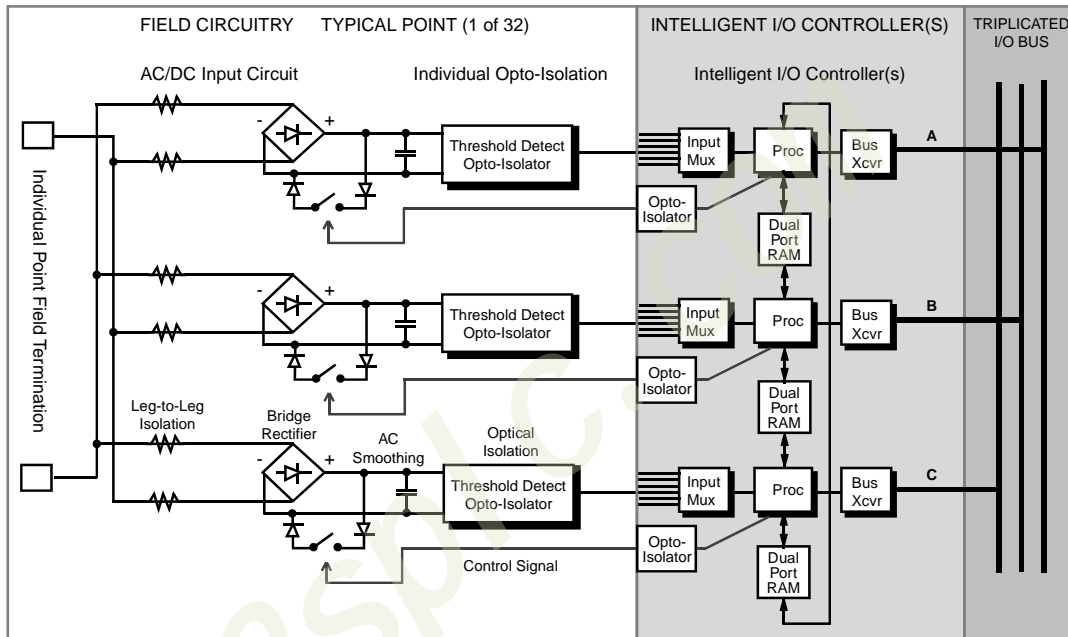 FIELD CIRCUITRY TYPICAL POINT (1 of 32)
INTELLIGENT I/O CONTROLLER(S)
TRIPLICATED
I/O BUS
AC/DC Input Circuit
Individual Opto-Isolation
Intelligent I/O Controller(s)
Individual Point Field Termination
-
+
Threshold Detect
Opto-Isolator
Input
Mux
Proc
Bus
Xcvr
A
Opto-
Isolator
Dual
Port
RAM
-
+
Threshold Detect
Opto-Isolator
Input
Mux
Proc
Bus
Xcvr
B
Opto-
Isolator
Dual
Port
RAM
Leg-to-Leg
Isolation
Bridge
Rectifier
AC
Smoothing
Optical
Isolation
-
+
Threshold Detect
Opto-Isolator
Input
Mux
Proc
Bus
Xcvr
C
Opto-
Isolator
Control Signal
Dual
Port
RAM